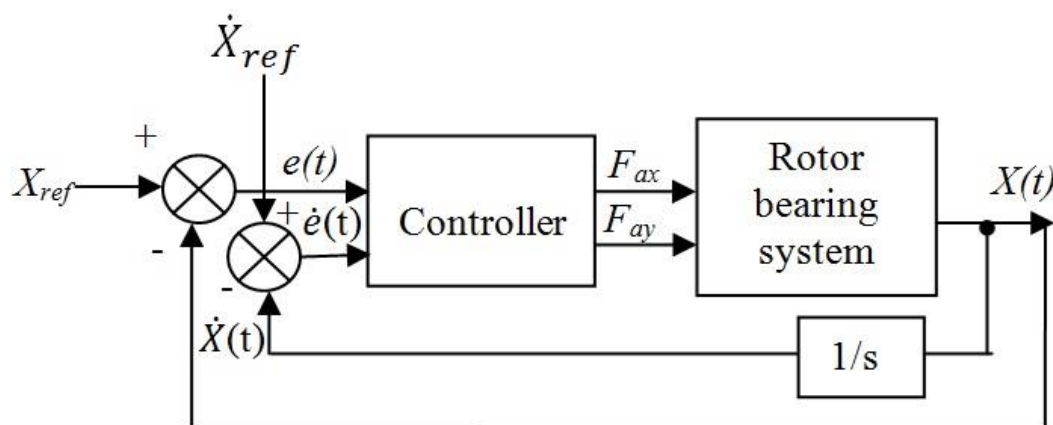 Ẋref
+
Xref
-
e(t)
+
ė(t)
-
Ẋ(t)
Controller
Fax
Fay
Rotor
bearing
system
X(t)
1/s